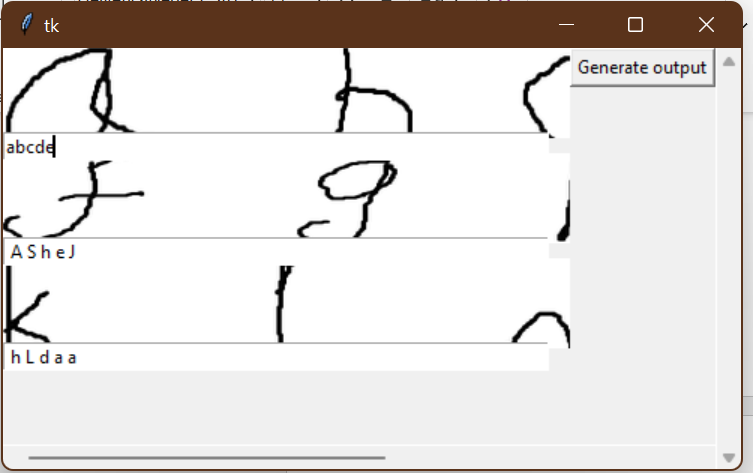 tk
Generate output
a h
abcde
f g
A S h e J
k l
h L d a a